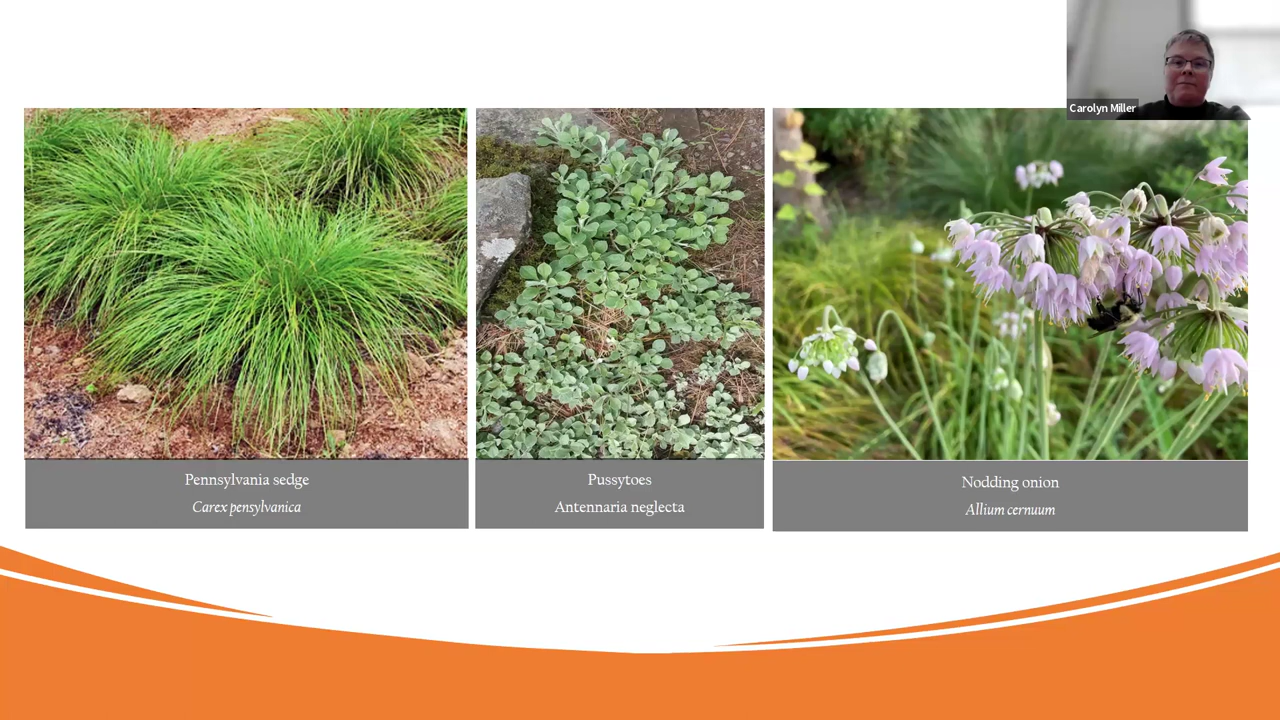 Carolyn Miller
Pennsylvania sedge
Carex pensylvanica
Pussytoes
Antennaria neglecta
Nodding onion
Allium cernuum